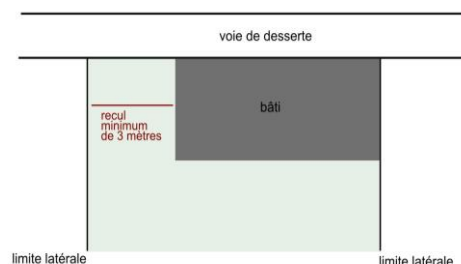 voie de desserte
bâti
recul
minimum
de 3 mètres
limite latérale
limite latérale